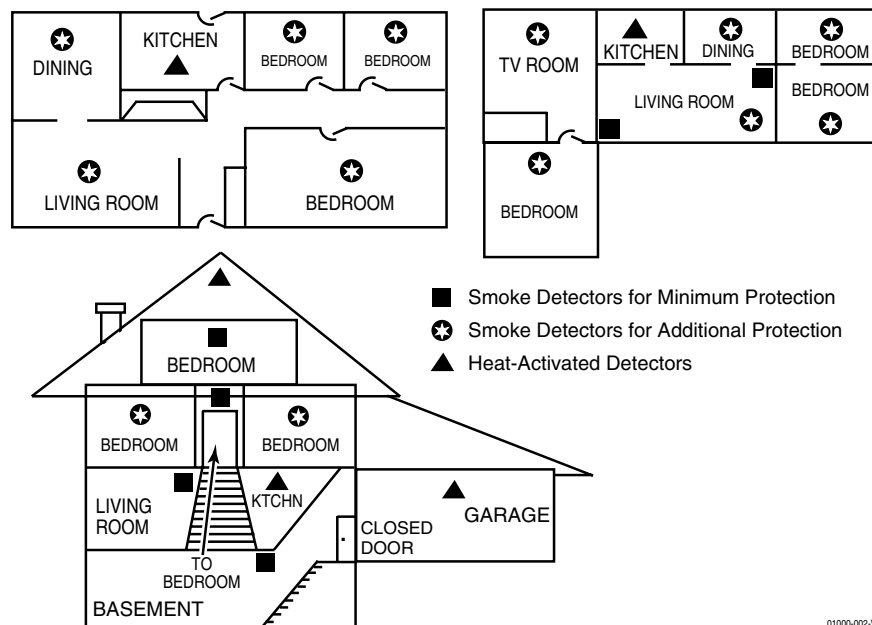 KITCHEN
DINING
BEDROOM
BEDROOM
LIVING ROOM
BEDROOM
TV ROOM
KITCHEN
DINING
BEDROOM
LIVING ROOM
BEDROOM
BEDROOM
Smoke Detectors for Minimum Protection
Smoke Detectors for Additional Protection
Heat-Activated Detectors
BEDROOM
BEDROOM
BEDROOM
LIVING
ROOM
KTCHN
GARAGE
CLOSED
DOOR
TO
BEDROOM
BASEMENT